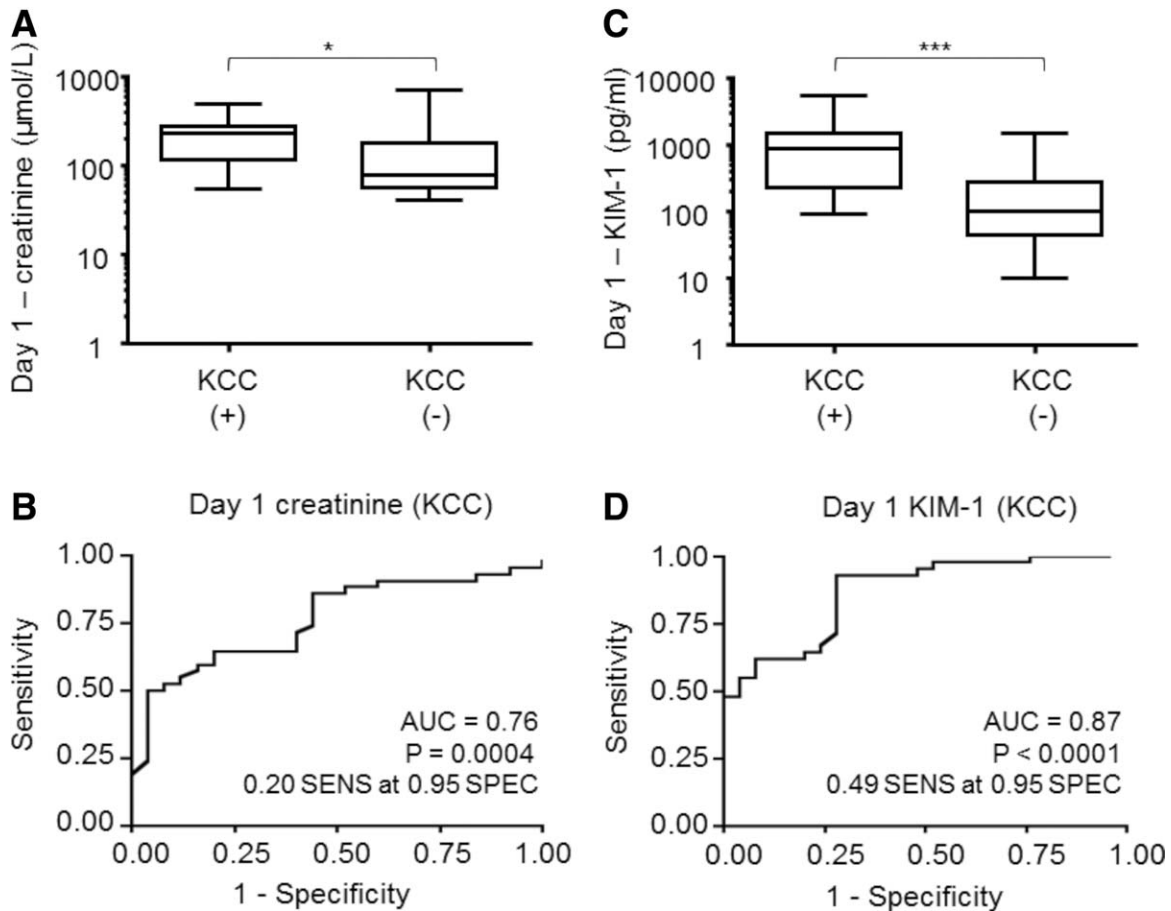 A
Day 1 – creatinine (µmol/L)
*
1000
100
10
1
KCC
(+)
KCC
(-)
C
Day 1 – KIM-1 (pg/ml)
***
10000
1000
100
10
1
KCC
(+)
KCC
(-)
B
Day 1 creatinine (KCC)
Sensitivity
1.00
0.75
0.50
0.25
0.00
AUC = 0.76
P = 0.0004
0.20 SENS at 0.95 SPEC
0.00 0.25 0.50 0.75 1.00
1 - Specificity
D
Day 1 KIM-1 (KCC)
Sensitivity
1.00
0.75
0.50
0.25
0.00
AUC = 0.87
P < 0.0001
0.49 SENS at 0.95 SPEC
0.00 0.25 0.50 0.75 1.00
1 - Specificity